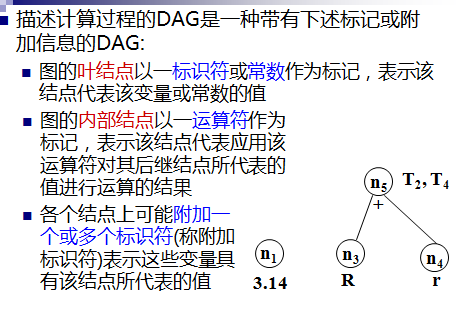 描述计算过程的DAG是一种带有下述标记或附
加信息的DAG:
图的叶结点以一标识符或常数作为标记，表示该
结点代表该变量或常数的值
图的内部结点以一运算符作为
标记，表示该结点代表应用该
运算符对其后继结点所代表的
值进行运算的结果
各个结点上可能附加一
个或多个标识符(称附加
标识符)表示这些变量具
有该结点所代表的值
n5 T2, T4
+
n1 n3 n4
3.14 R r